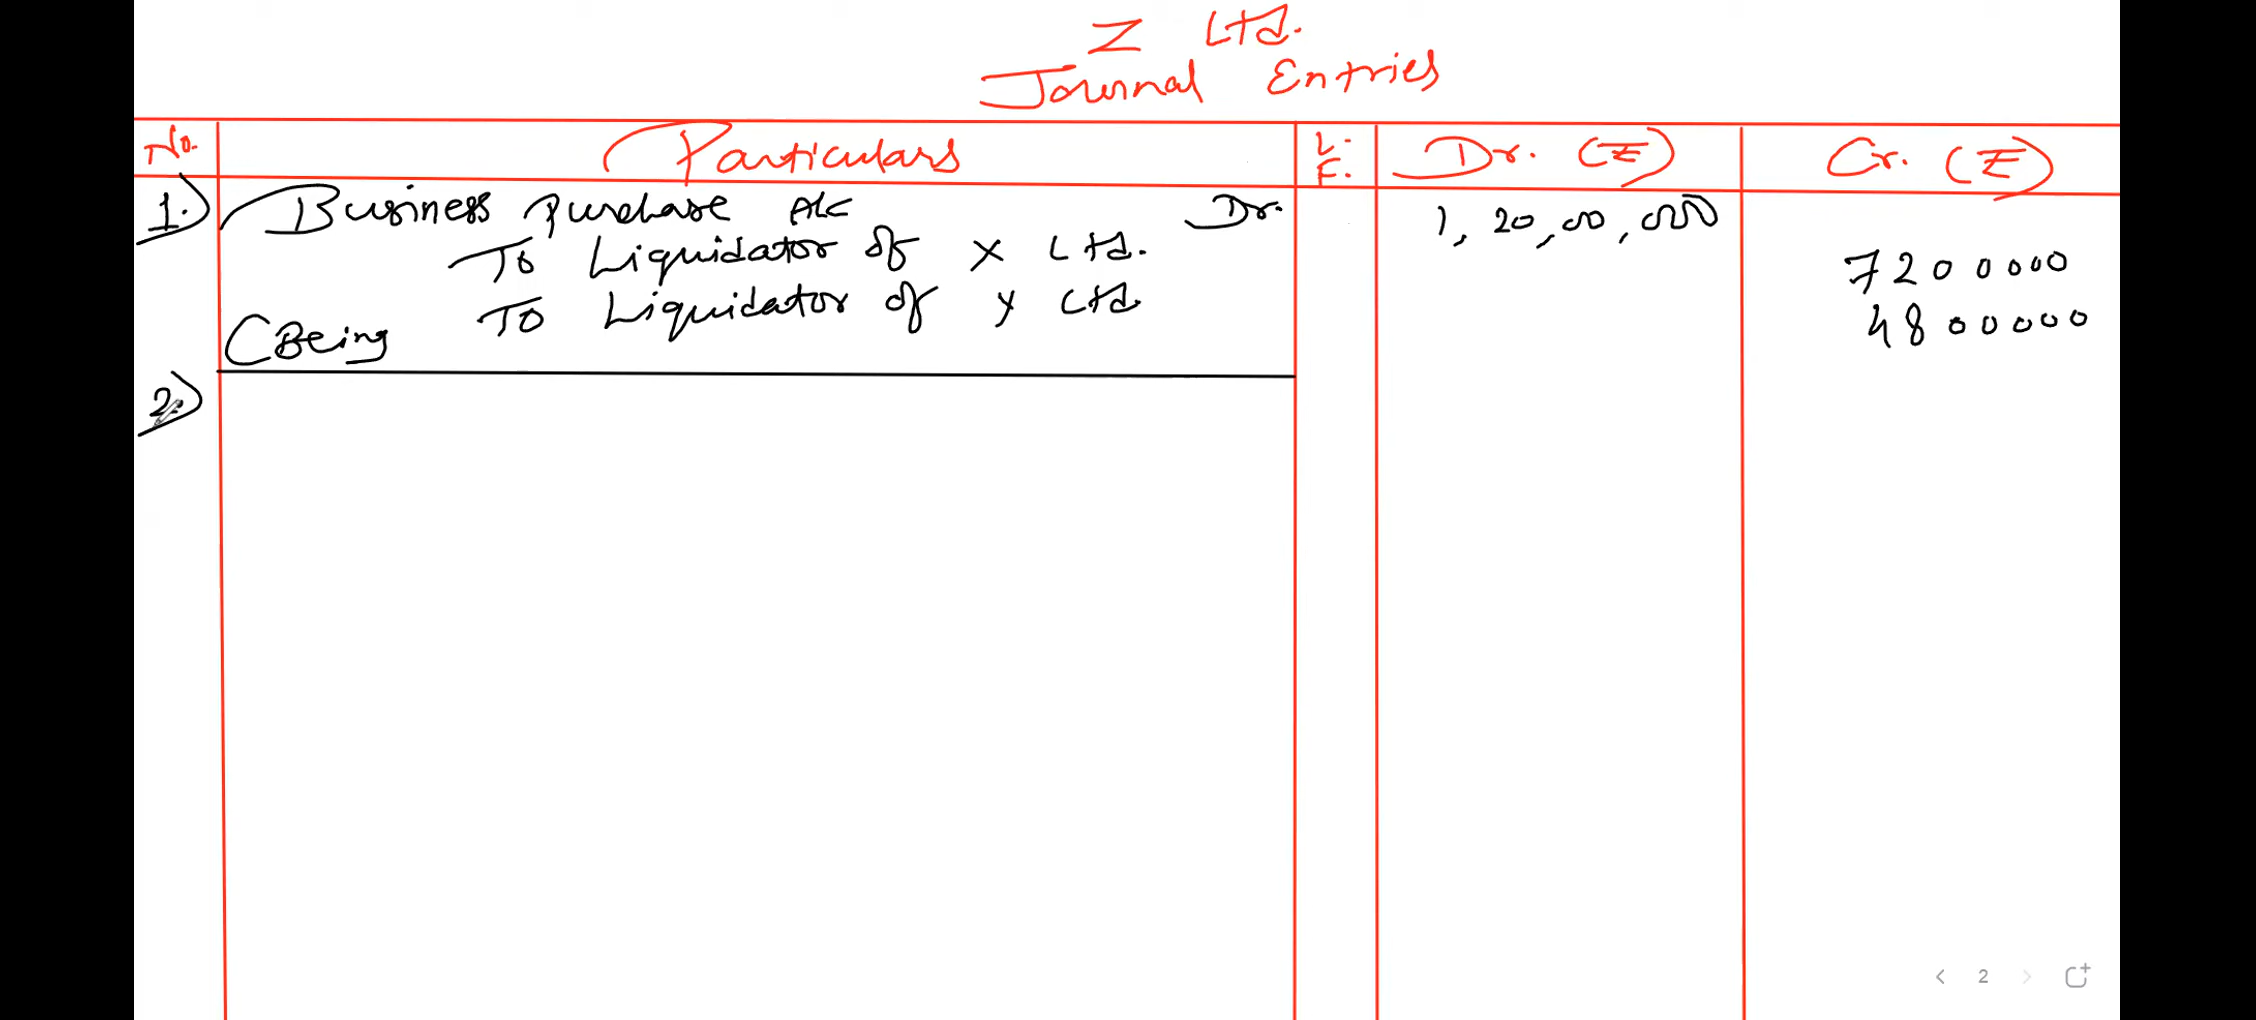 Z Ltd.
Journal Entries
No. Particulars L.F. Dr. (₹) Cr. (₹)
1.) Business Purchase A/c Dr. 1,20,00,000
To Liquidator of X Ltd. 7200000
To Liquidator of Y Ltd. 4800000
(Being
2.)
< 2 >